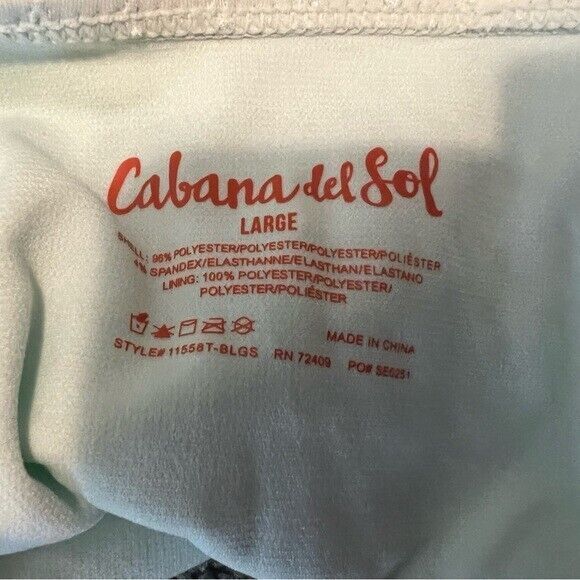 Cabana del Sol
LARGE
SHELL: 96% POLYESTER/POLYESTER/POLYESTER/POLIÉSTER
4% SPANDEX/ELASTHANNE/ELASTHAN/ELASTANO
LINING: 100% POLYESTER/POLYESTER/
POLYESTER/POLIÉSTER
MADE IN CHINA
STYLE# 11558T-BLGS RN 72409 PO# SE0281